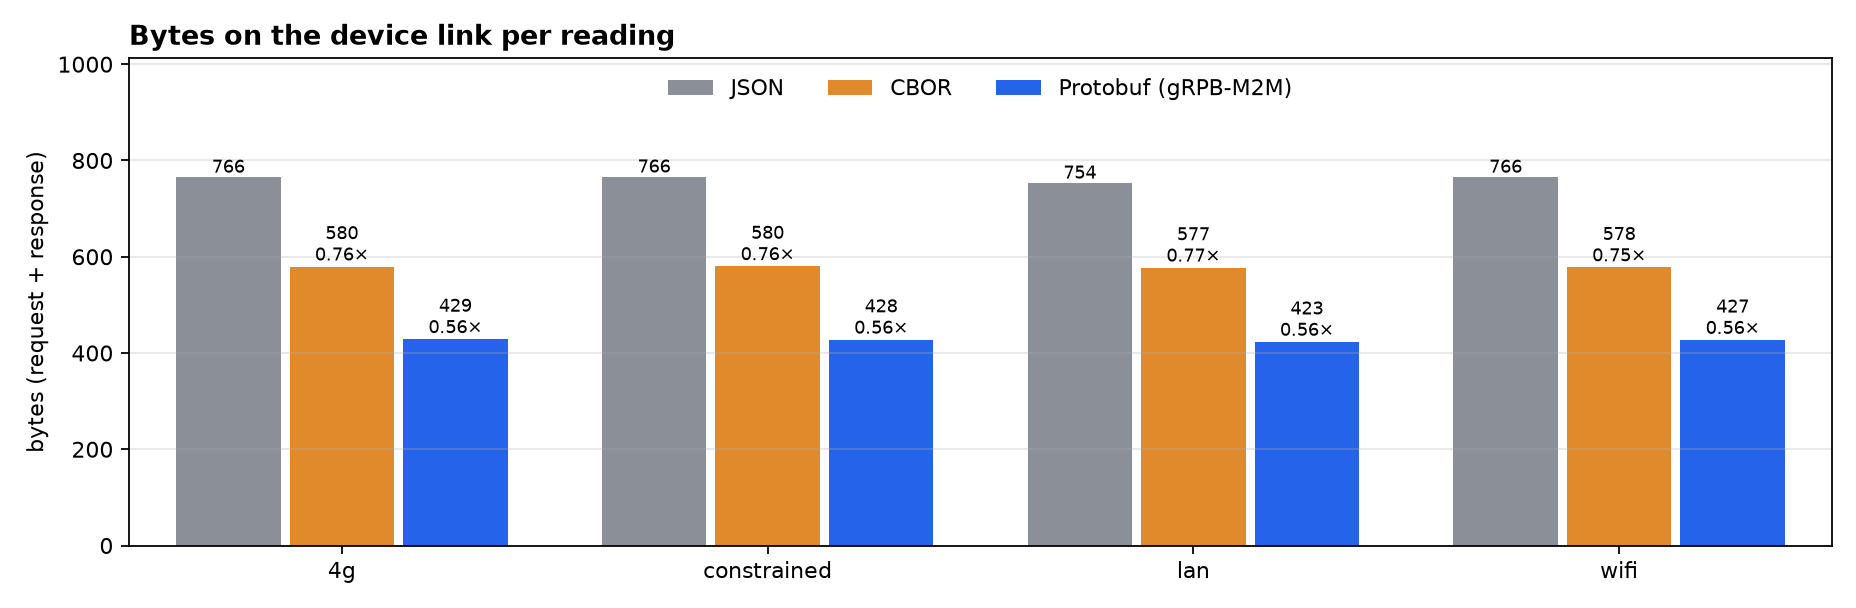 Bytes on the device link per reading
bytes (request + response)
1000
800
600
400
200
0
JSON
CBOR
Protobuf (gRPB-M2M)
766
580
0.76×
429
0.56×
766
580
0.76×
428
0.56×
754
577
0.77×
423
0.56×
766
578
0.75×
427
0.56×
4g
constrained
lan
wifi